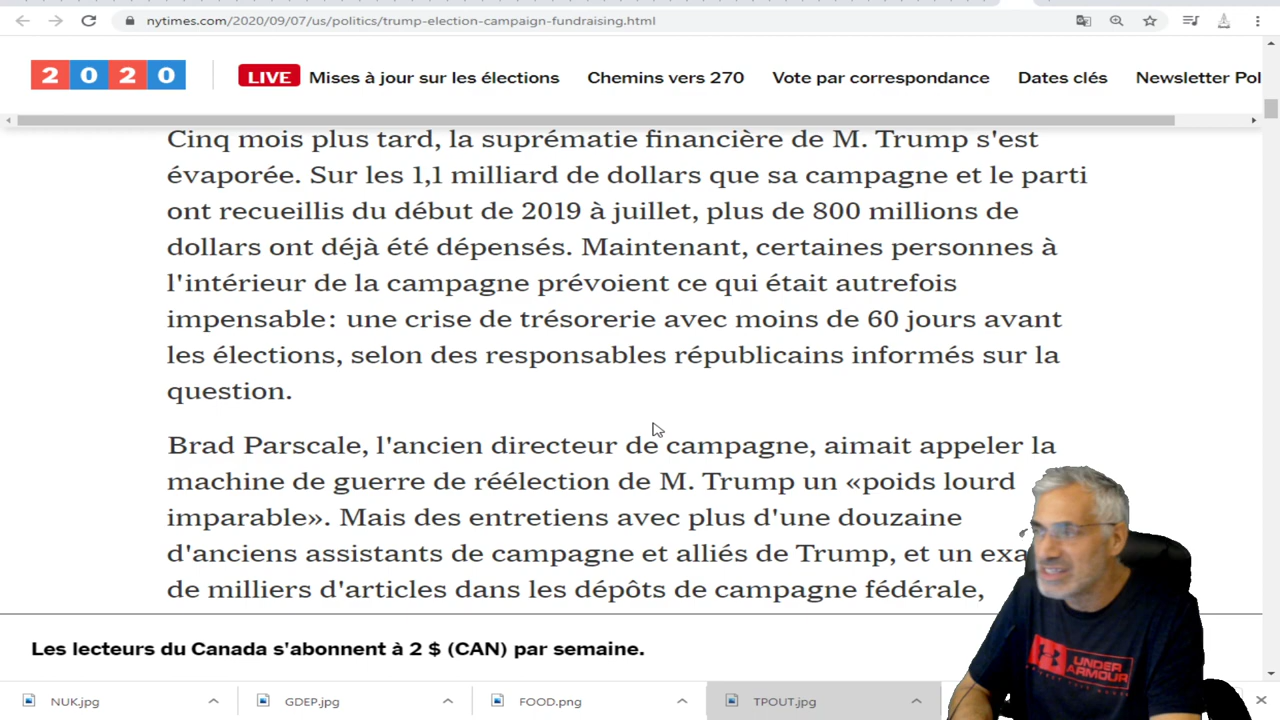 nytimes.com/2020/09/07/us/politics/trump-election-campaign-fundraising.html
2020
LIVE Mises à jour sur les élections Chemins vers 270 Vote par correspondance Dates clés Newsletter Pol
Cinq mois plus tard, la suprématie financière de M. Trump s'est
évaporée. Sur les 1,1 milliard de dollars que sa campagne et le parti
ont recueillis du début de 2019 à juillet, plus de 800 millions de
dollars ont déjà été dépensés. Maintenant, certaines personnes à
l'intérieur de la campagne prévoient ce qui était autrefois
impensable: une crise de trésorerie avec moins de 60 jours avant
les élections, selon des responsables républicains informés sur la
question.
Brad Parscale, l'ancien directeur de campagne, aimait appeler la
machine de guerre de réélection de M. Trump un «poids lourd
imparable». Mais des entretiens avec plus d'une douzaine
d'anciens assistants de campagne et alliés de Trump, et un exa
de milliers d'articles dans les dépôts de campagne fédérale,
UNDER
ARMOUR
Les lecteurs du Canada s'abonnent à 2 $ (CAN) par semaine.
NUK.jpg GDEP.jpg FOOD.png TPOUT.jpg